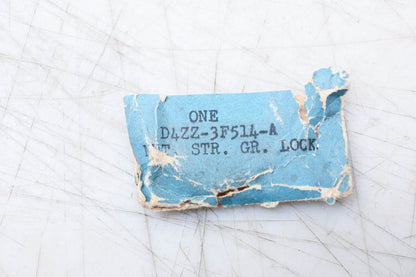 ONE
D4ZZ-3F514-A
STR. GR. LOCK